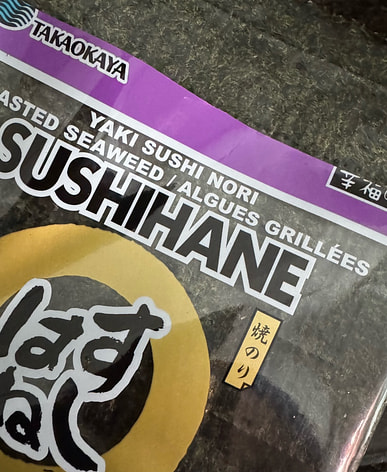 TAKAOKAYA
YAKI SUSHI NORI
ASTED SEAWEED / ALGUES GRILLÉES
SUSHIHANE
焼のり
すし
はね